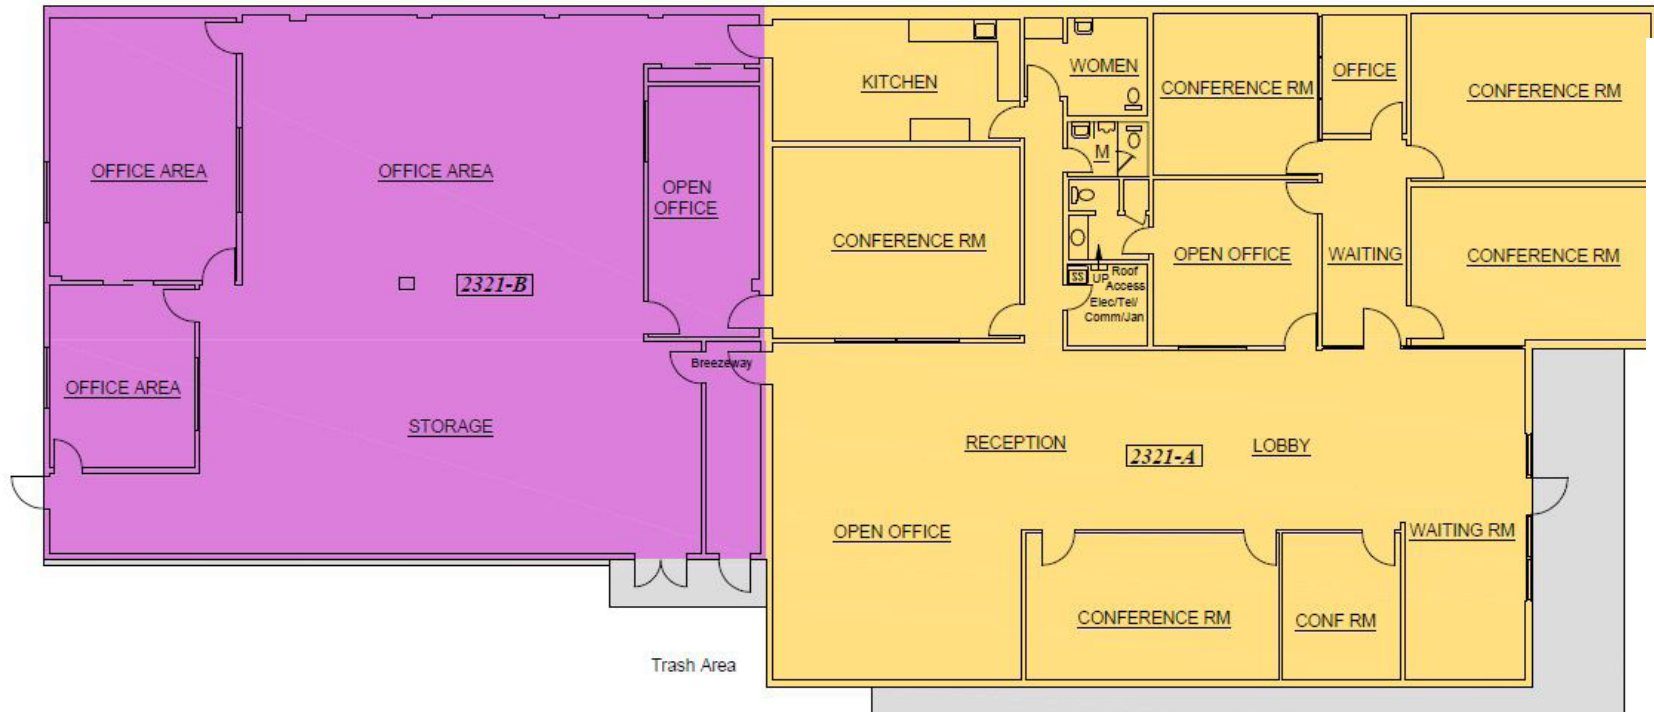 KITCHEN
WOMEN
CONFERENCE RM
OFFICE
CONFERENCE RM
OFFICE AREA
OFFICE AREA
OPEN
OFFICE
M
CONFERENCE RM
OPEN OFFICE
WAITING
CONFERENCE RM
2321-B
SS
UP
Roof
Access
Elec/Tel/
Comm/Jan
Breezeway
OFFICE AREA
STORAGE
RECEPTION
2321-A
LOBBY
OPEN OFFICE
WAITING RM
CONFERENCE RM
CONF RM
Trash Area